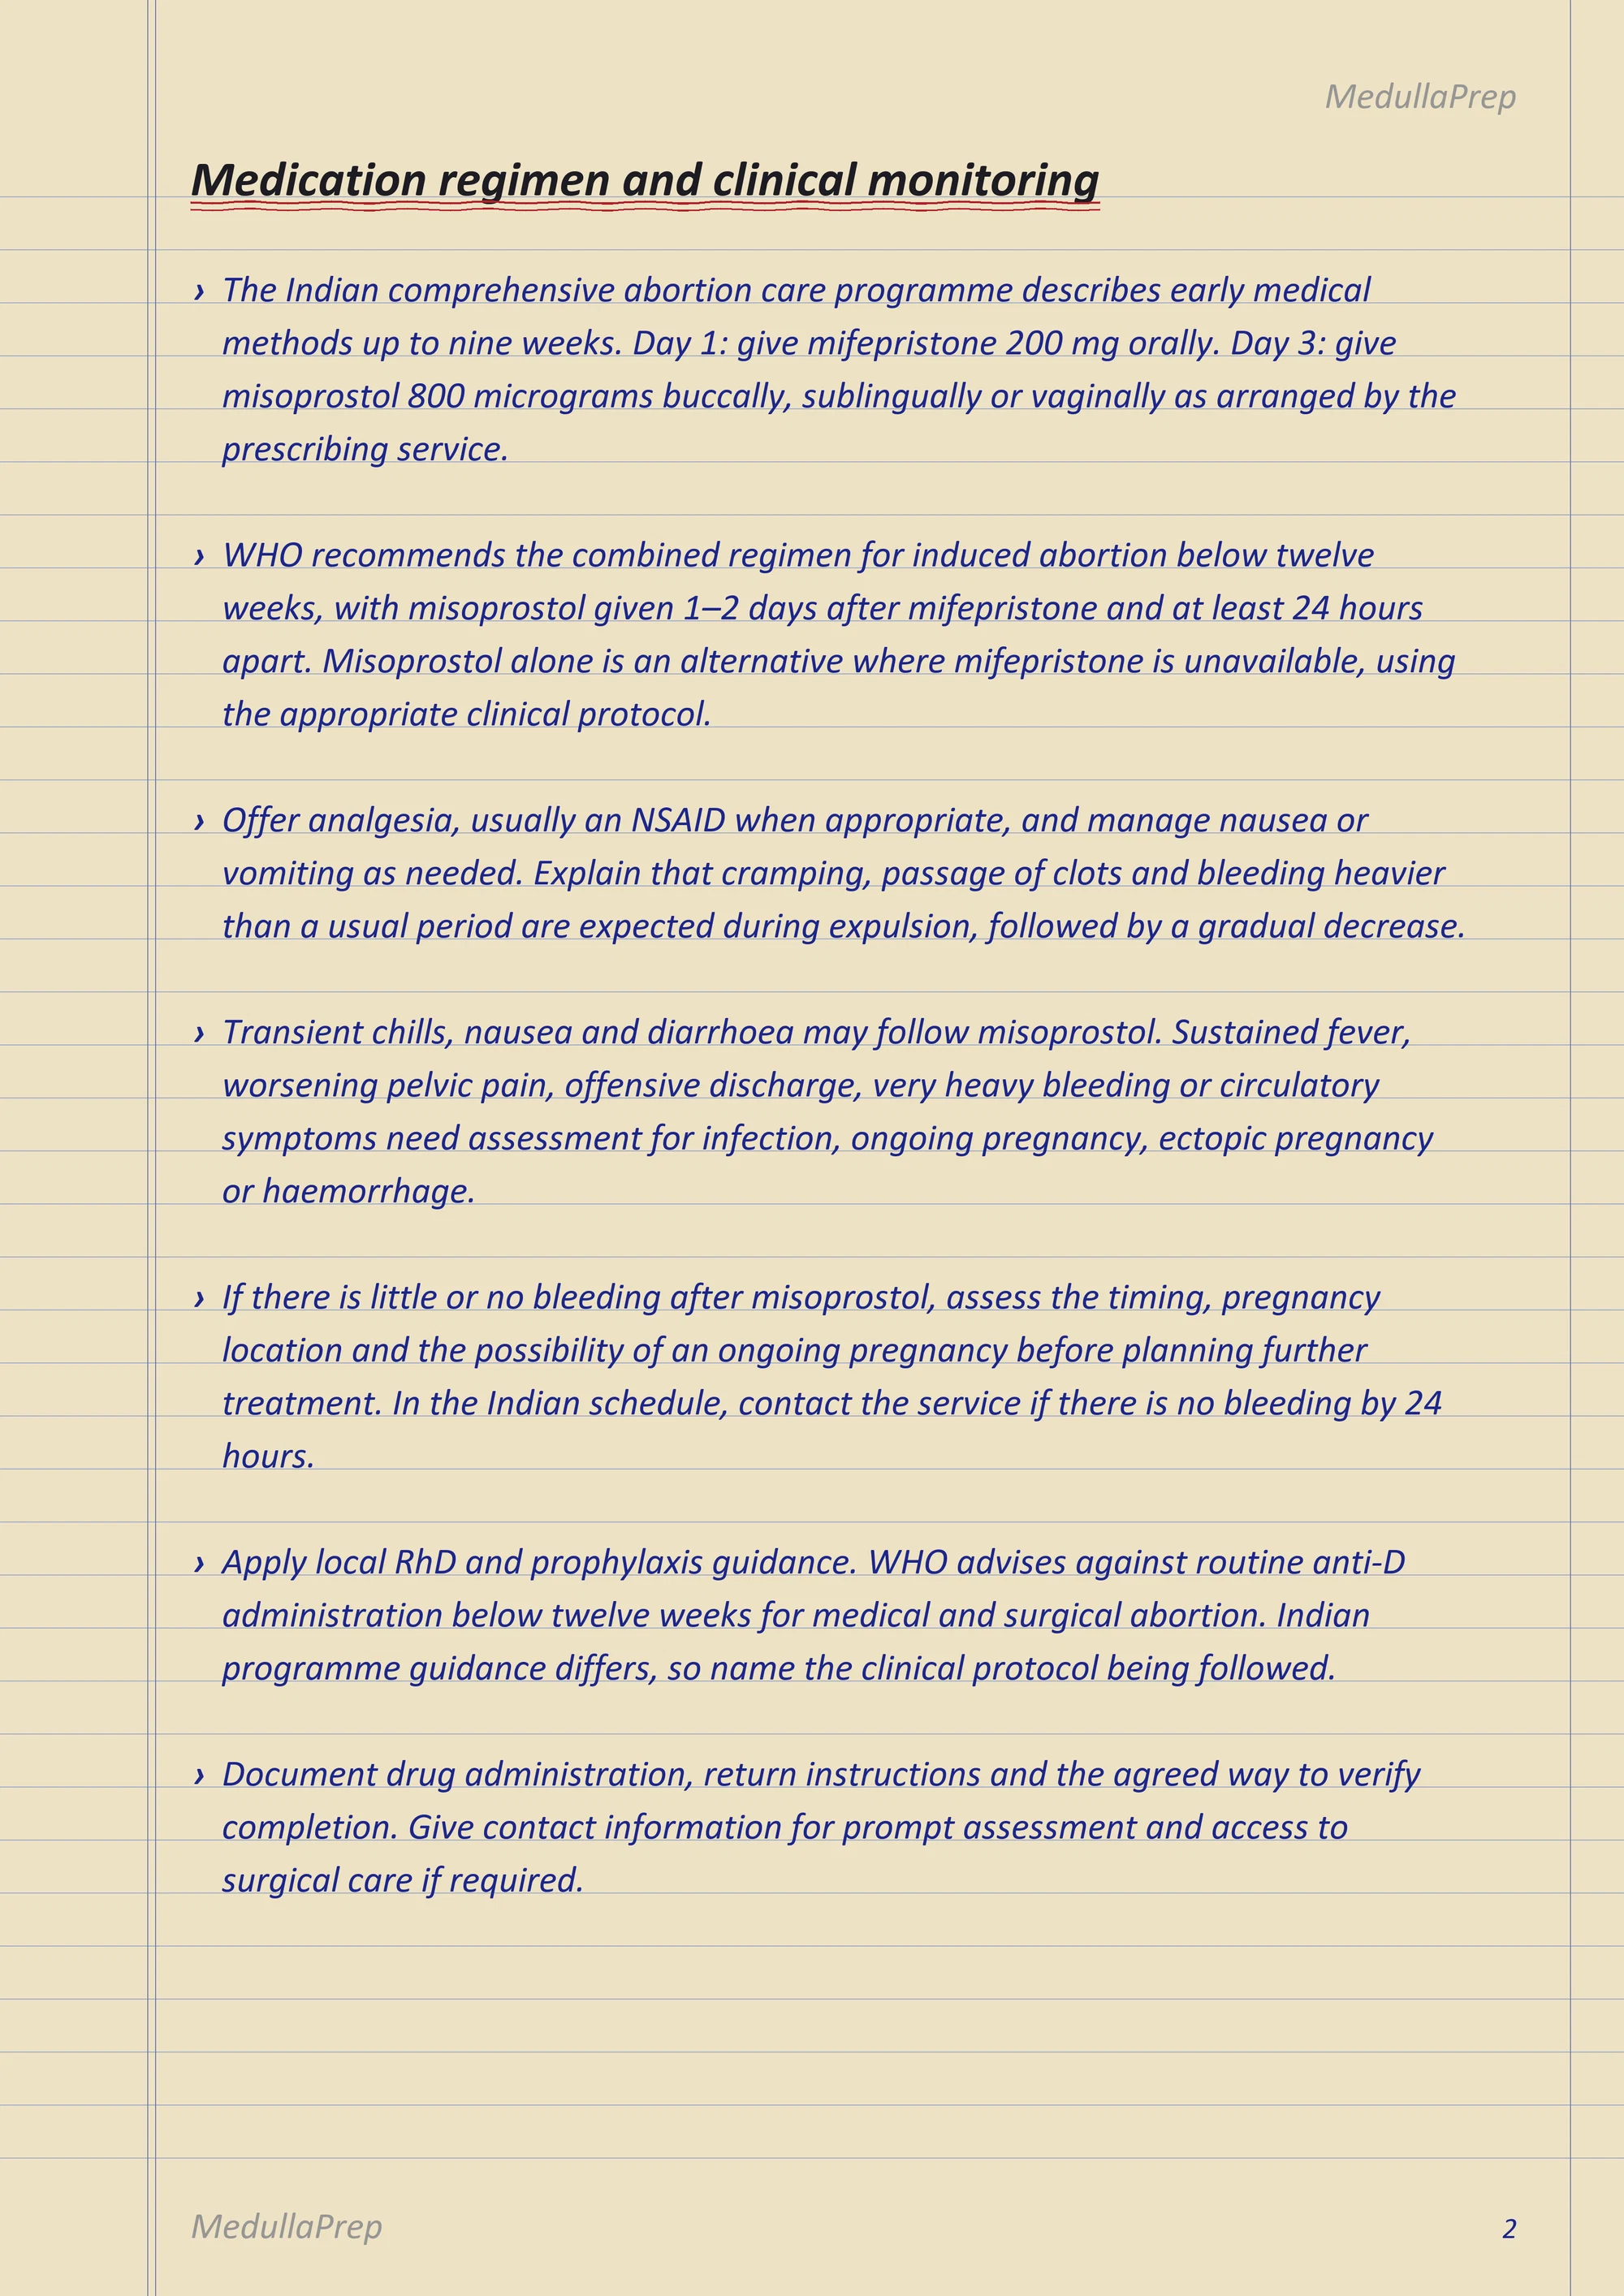 MedullaPrep
Medication regimen and clinical monitoring
› The Indian comprehensive abortion care programme describes early medical
methods up to nine weeks. Day 1: give mifepristone 200 mg orally. Day 3: give
misoprostol 800 micrograms buccally, sublingually or vaginally as arranged by the
prescribing service.
› WHO recommends the combined regimen for induced abortion below twelve
weeks, with misoprostol given 1–2 days after mifepristone and at least 24 hours
apart. Misoprostol alone is an alternative where mifepristone is unavailable, using
the appropriate clinical protocol.
› Offer analgesia, usually an NSAID when appropriate, and manage nausea or
vomiting as needed. Explain that cramping, passage of clots and bleeding heavier
than a usual period are expected during expulsion, followed by a gradual decrease.
› Transient chills, nausea and diarrhoea may follow misoprostol. Sustained fever,
worsening pelvic pain, offensive discharge, very heavy bleeding or circulatory
symptoms need assessment for infection, ongoing pregnancy, ectopic pregnancy
or haemorrhage.
› If there is little or no bleeding after misoprostol, assess the timing, pregnancy
location and the possibility of an ongoing pregnancy before planning further
treatment. In the Indian schedule, contact the service if there is no bleeding by 24
hours.
› Apply local RhD and prophylaxis guidance. WHO advises against routine anti-D
administration below twelve weeks for medical and surgical abortion. Indian
programme guidance differs, so name the clinical protocol being followed.
› Document drug administration, return instructions and the agreed way to verify
completion. Give contact information for prompt assessment and access to
surgical care if required.
MedullaPrep
2